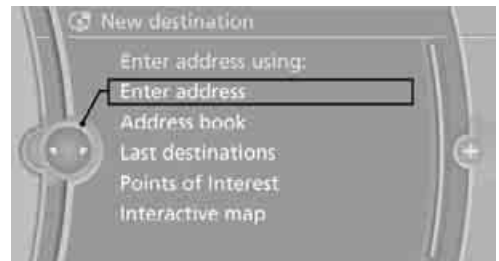 New destination
Enter address using:
Enter address
Address book
Last destinations
Points of Interest
Interactive map